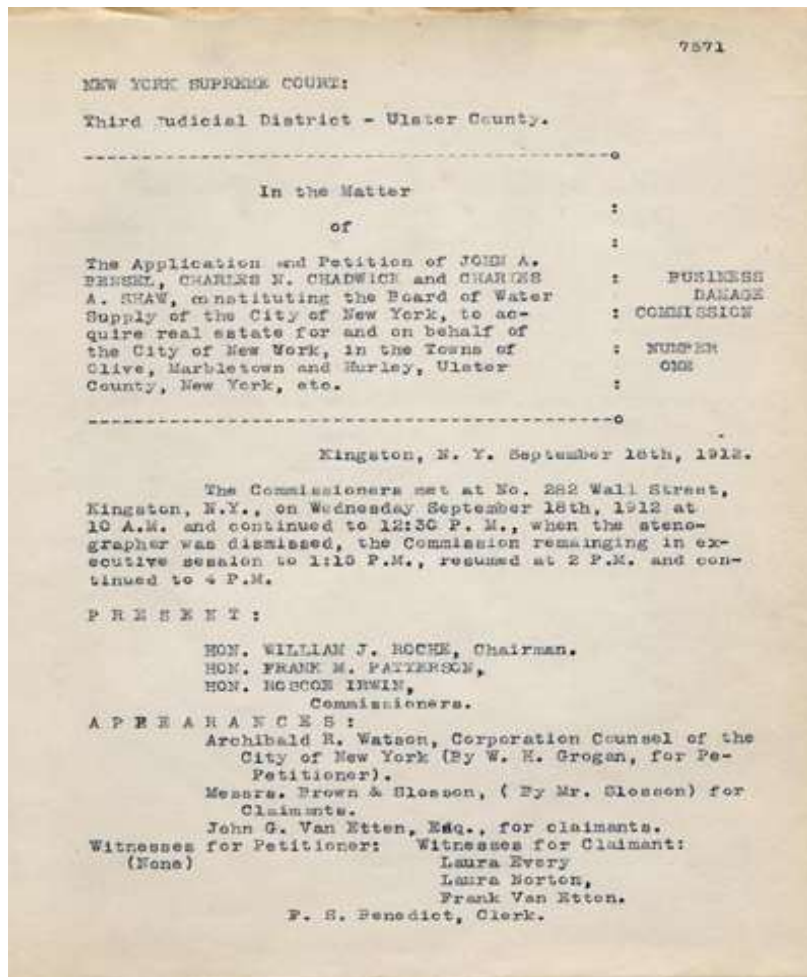 7571
NEW YORK SUPREME COURT:
Third Judicial District - Ulster County.
---------------------------------------------------o
In the Matter
:
of
:
The Application and Petition of JOHN A.
BENSEL, CHARLES N. CHADWICK and CHARLES : BUSINESS
A. SHAW, constituting the Board of Water DAMAGE
Supply of the City of New York, to ac- : COMMISSION
quire real estate for and on behalf of
the City of New Work, in the Towns of : NUMBER
Olive, Marbletown and Hurley, Ulster ONE
County, New York, etc. :
---------------------------------------------------o
Kingston, N. Y. September 18th, 1912.
The Commissioners met at No. 282 Wall Street,
Kingston, N.Y., on Wednesday September 18th, 1912 at
10 A.M. and continued to 12:30 P. M., when the steno-
grapher was dismissed, the Commission remainging in ex-
ecutive session to 1:15 P.M., resumed at 2 P.M. and con-
tinued to 4 P.M.
P R E S E N T :
HON. WILLIAM J. ROCHE, Chairman.
HON. FRANK M. PATTERSON,
HON. ROSCOE IRWIN,
Commissioners.
A P P E A R A N C E S :
Archibald R. Watson, Corporation Counsel of the
City of New York (By W. H. Grogan, for Pe-
Petitioner).
Messrs. Brown & Slosson, ( By Mr. Slosson) for
Claimants.
John G. Van Etten, Esq., for claimants.
Witnesses for Petitioner: Witnesses for Claimant:
(None) Laura Every
Laura Norton,
Frank Van Etten.
F. S. Benedict, Clerk.